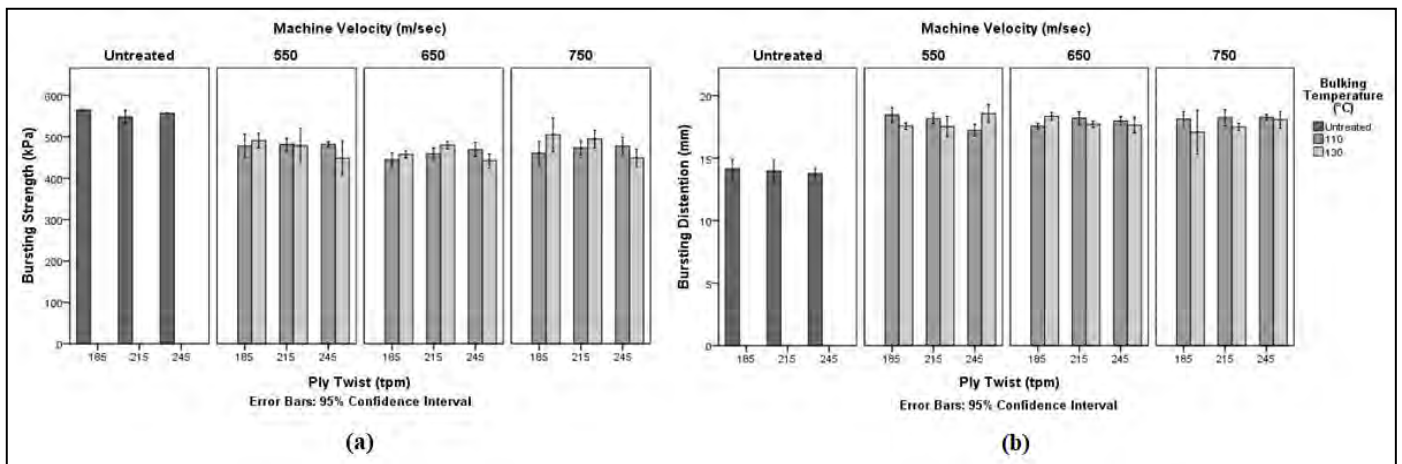 Machine Velocity (m/sec)
Untreated 550 650 750
Bursting Strength (kPa)
600
500
400
300
200
100
0
185 215 245 185 215 245 185 215 245 185 215 245
Ply Twist (tpm)
Error Bars: 95% Confidence Interval
(a)
Machine Velocity (m/sec)
Untreated 550 650 750
Bursting Distention (mm)
20
15
10
5
0
185 215 245 185 215 245 185 215 245 185 215 245
Ply Twist (tpm)
Error Bars: 95% Confidence Interval
(b)
Bulking
Temperature
(°C)
Untreated
110
130